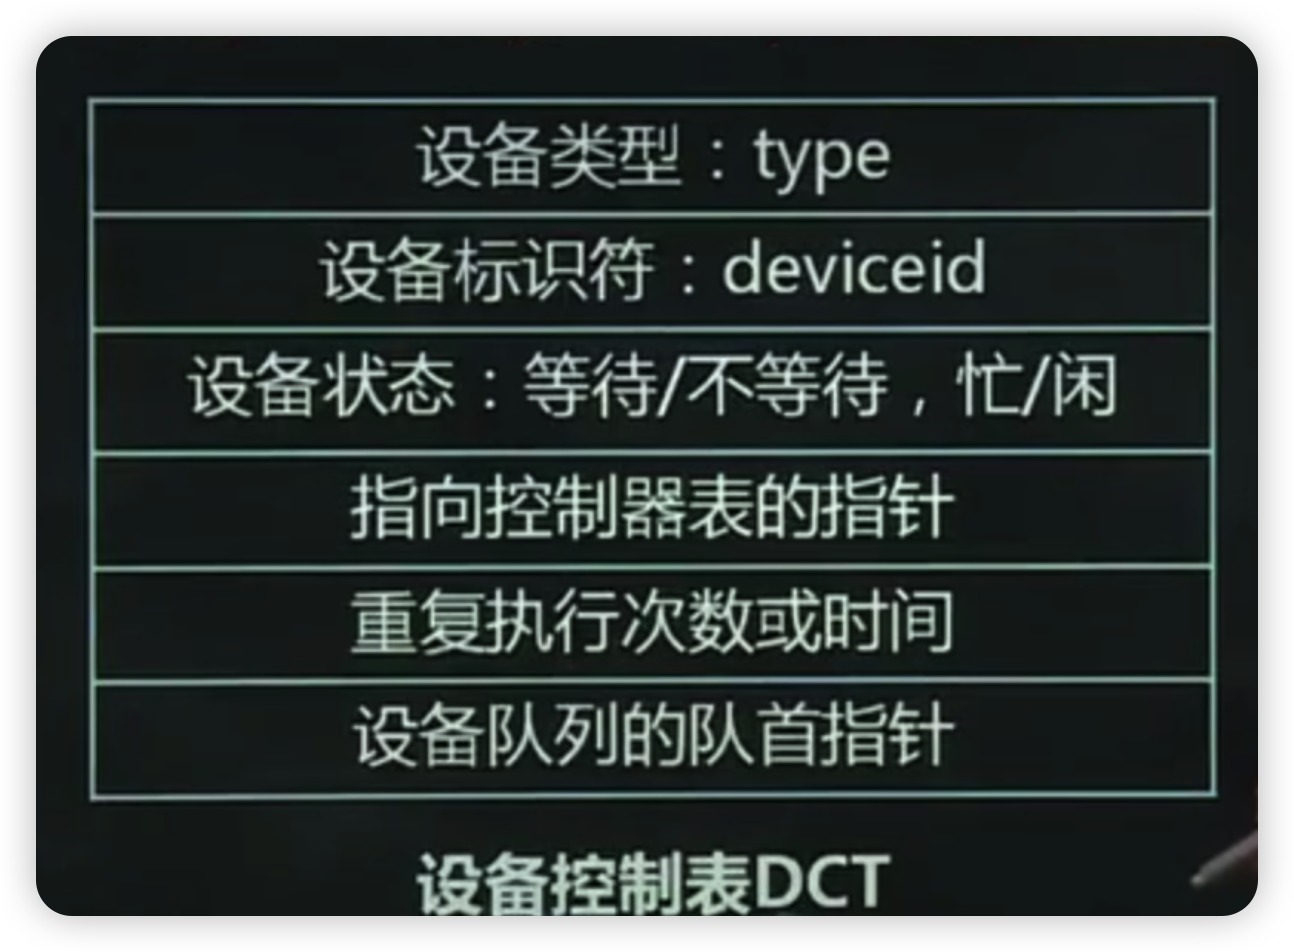 设备类型：type
设备标识符：deviceid
设备状态：等待/不等待，忙/闲
指向控制器表的指针
重复执行次数或时间
设备队列的队首指针
设备控制表DCT